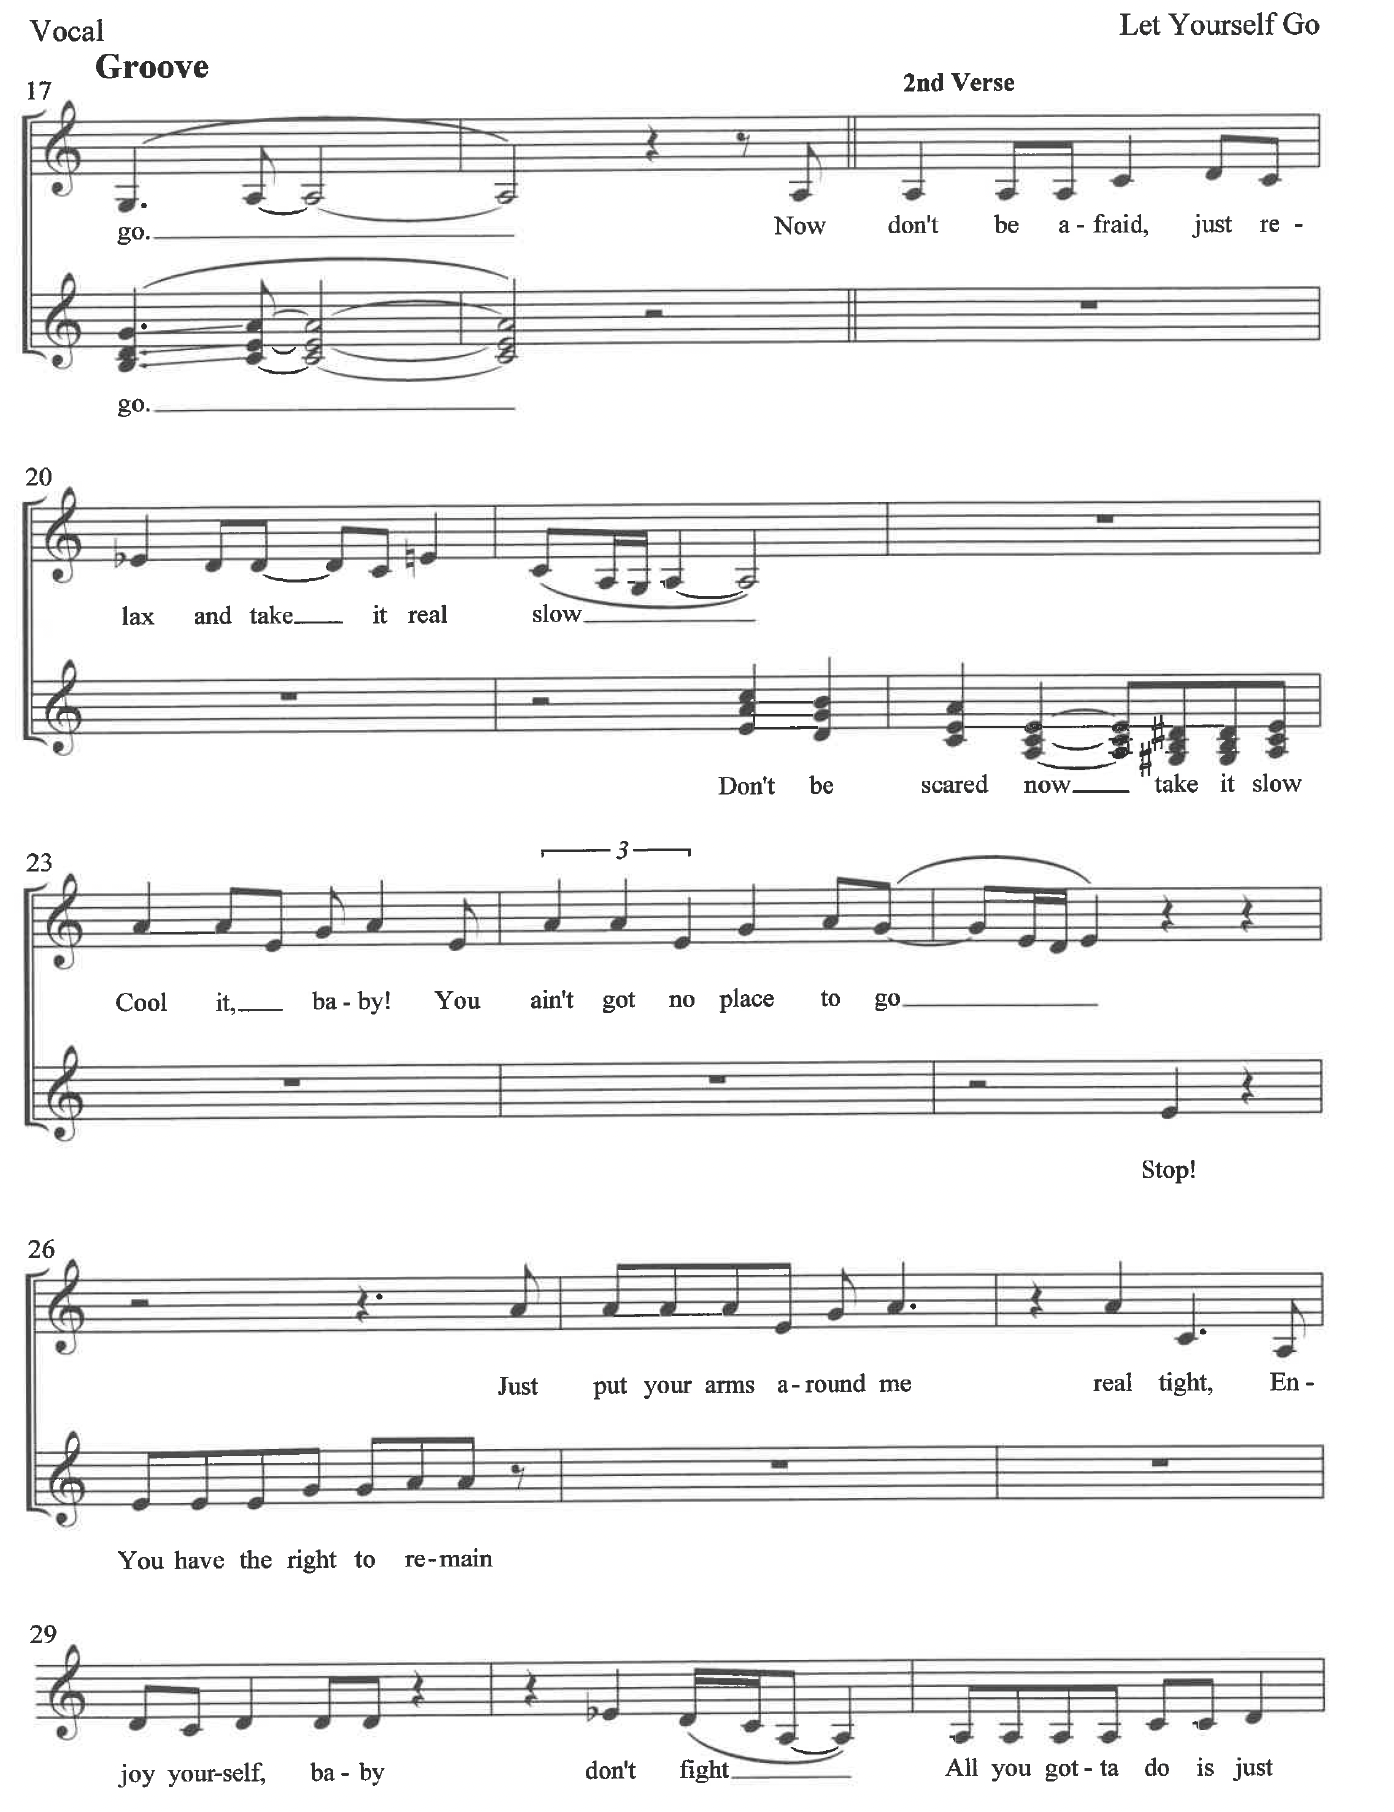 Vocal
Let Yourself Go
Groove
17
2nd Verse
go. Now don't be a - fraid, just re -
go.
20
lax and take it real slow
Don't be scared now take it slow
23
3
Cool it, ba - by! You ain't got no place to go
Stop!
26
Just put your arms a - round me real tight, En -
You have the right to re - main
29
joy your - self, ba - by don't fight All you got - ta do is just